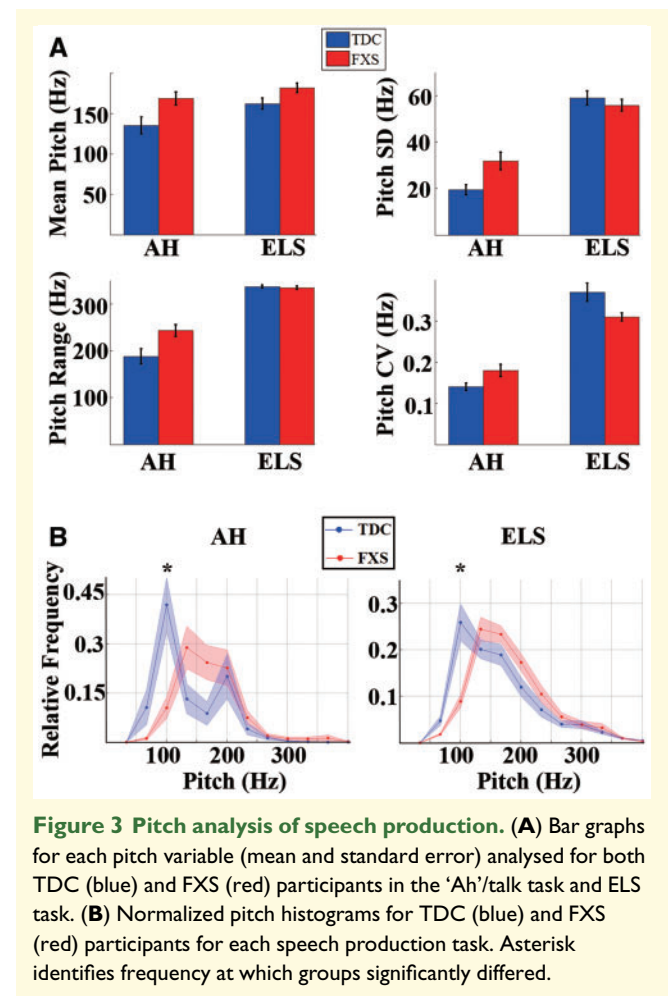 A
TDC
FXS
Mean Pitch (Hz)
150
100
50
AH
ELS
Pitch SD (Hz)
60
40
20
AH
ELS
Pitch Range (Hz)
300
200
100
AH
ELS
Pitch CV (Hz)
0.3
0.2
0.1
AH
ELS
B
AH
TDC
FXS
ELS
*
Relative Frequency
0.45
0.3
0.15
100
200
300
Pitch (Hz)
*
0.3
0.2
0.1
100
200
300
Pitch (Hz)
Figure 3 Pitch analysis of speech production. (A) Bar graphs
for each pitch variable (mean and standard error) analysed for both
TDC (blue) and FXS (red) participants in the ‘Ah’/talk task and ELS
task. (B) Normalized pitch histograms for TDC (blue) and FXS
(red) participants for each speech production task. Asterisk
identifies frequency at which groups significantly differed.